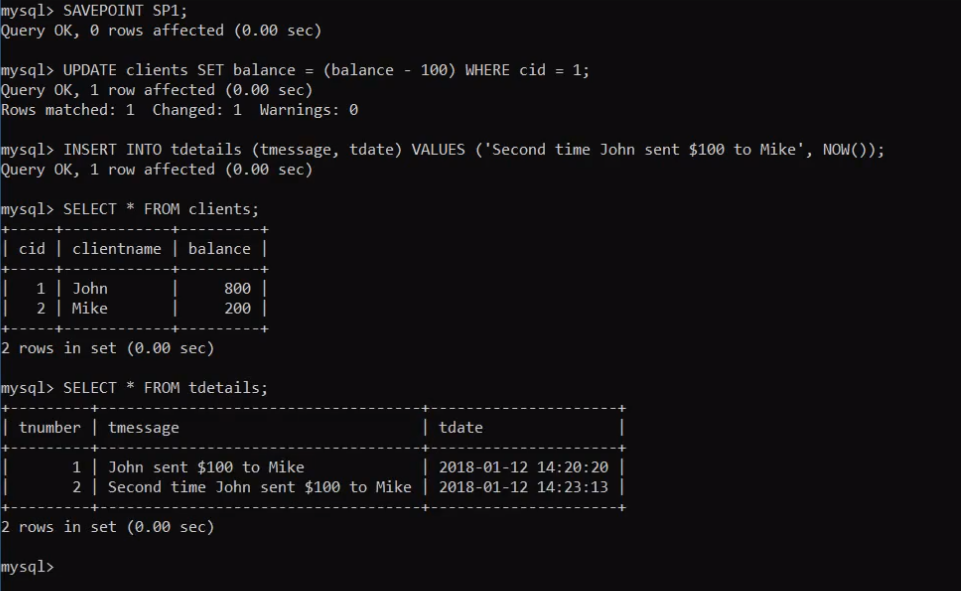 mysql> SAVEPOINT SP1;
Query OK, 0 rows affected (0.00 sec)
mysql> UPDATE clients SET balance = (balance - 100) WHERE cid = 1;
Query OK, 1 row affected (0.00 sec)
Rows matched: 1  Changed: 1  Warnings: 0
mysql> INSERT INTO tdetails (tmessage, tdate) VALUES ('Second time John sent $100 to Mike', NOW());
Query OK, 1 row affected (0.00 sec)
mysql> SELECT * FROM clients;
+-----+------------+---------+
| cid | clientname | balance |
+-----+------------+---------+
|   1 | John       |     800 |
|   2 | Mike       |     200 |
+-----+------------+---------+
2 rows in set (0.00 sec)
mysql> SELECT * FROM tdetails;
+---------+------------------------------------+---------------------+
| tnumber | tmessage                           | tdate               |
+---------+------------------------------------+---------------------+
|       1 | John sent $100 to Mike             | 2018-01-12 14:20:20 |
|       2 | Second time John sent $100 to Mike | 2018-01-12 14:23:13 |
+---------+------------------------------------+---------------------+
2 rows in set (0.00 sec)
mysql>